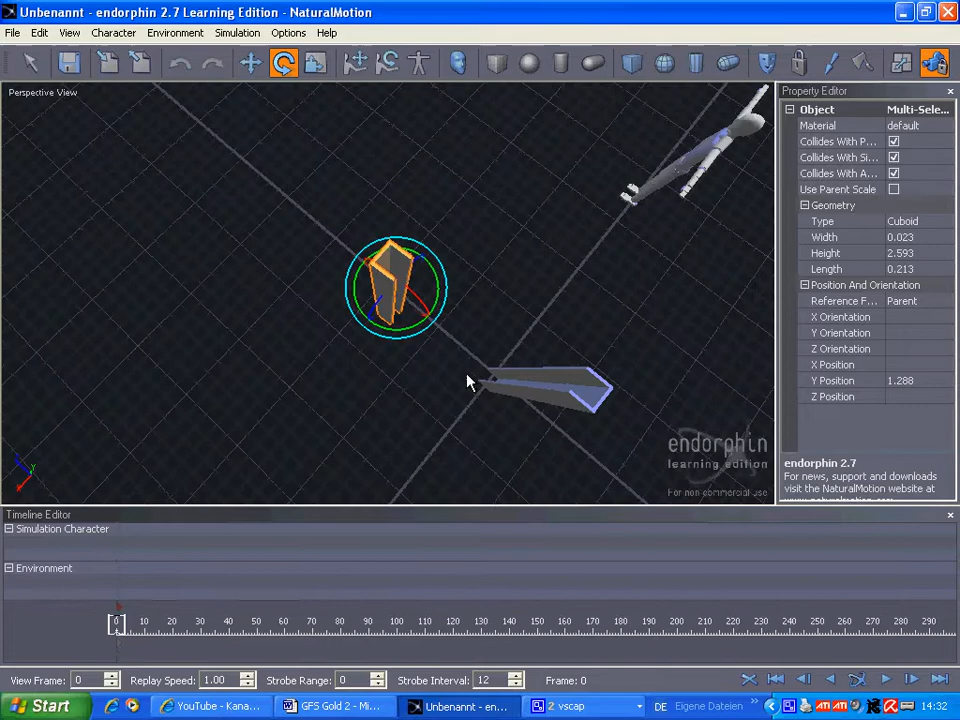 Unbenannt - endorphin 2.7 Learning Edition - NaturalMotion
File Edit View Character Environment Simulation Options Help
Perspective View
Property Editor
Object Multi-Sele...
Material default
Collides With P...
Collides With Si...
Collides With A...
Use Parent Scale
Geometry
Type Cuboid
Width 0.023
Height 2.593
Length 0.213
Position And Orientation
Reference F... Parent
X Orientation
Y Orientation
Z Orientation
X Position
Y Position 1.288
Z Position
endorphin
learning edition
For non-commercial use
endorphin 2.7
For news, support and downloads
visit the NaturalMotion website at
Timeline Editor
Simulation Character
Environment
0 10 20 30 40 50 60 70 80 90 100 110 120 130 140 150 160 170 180 190 200 210 220 230 240 250 260 270 280 290
View Frame: 0 Replay Speed: 1.00 Strobe Range: 0 Strobe Interval: 12 Frame: 0
Start YouTube - Kana... GFS Gold 2 - Mi... Unbenannt - en... 2 vscap DE Eigene Dateien 14:32